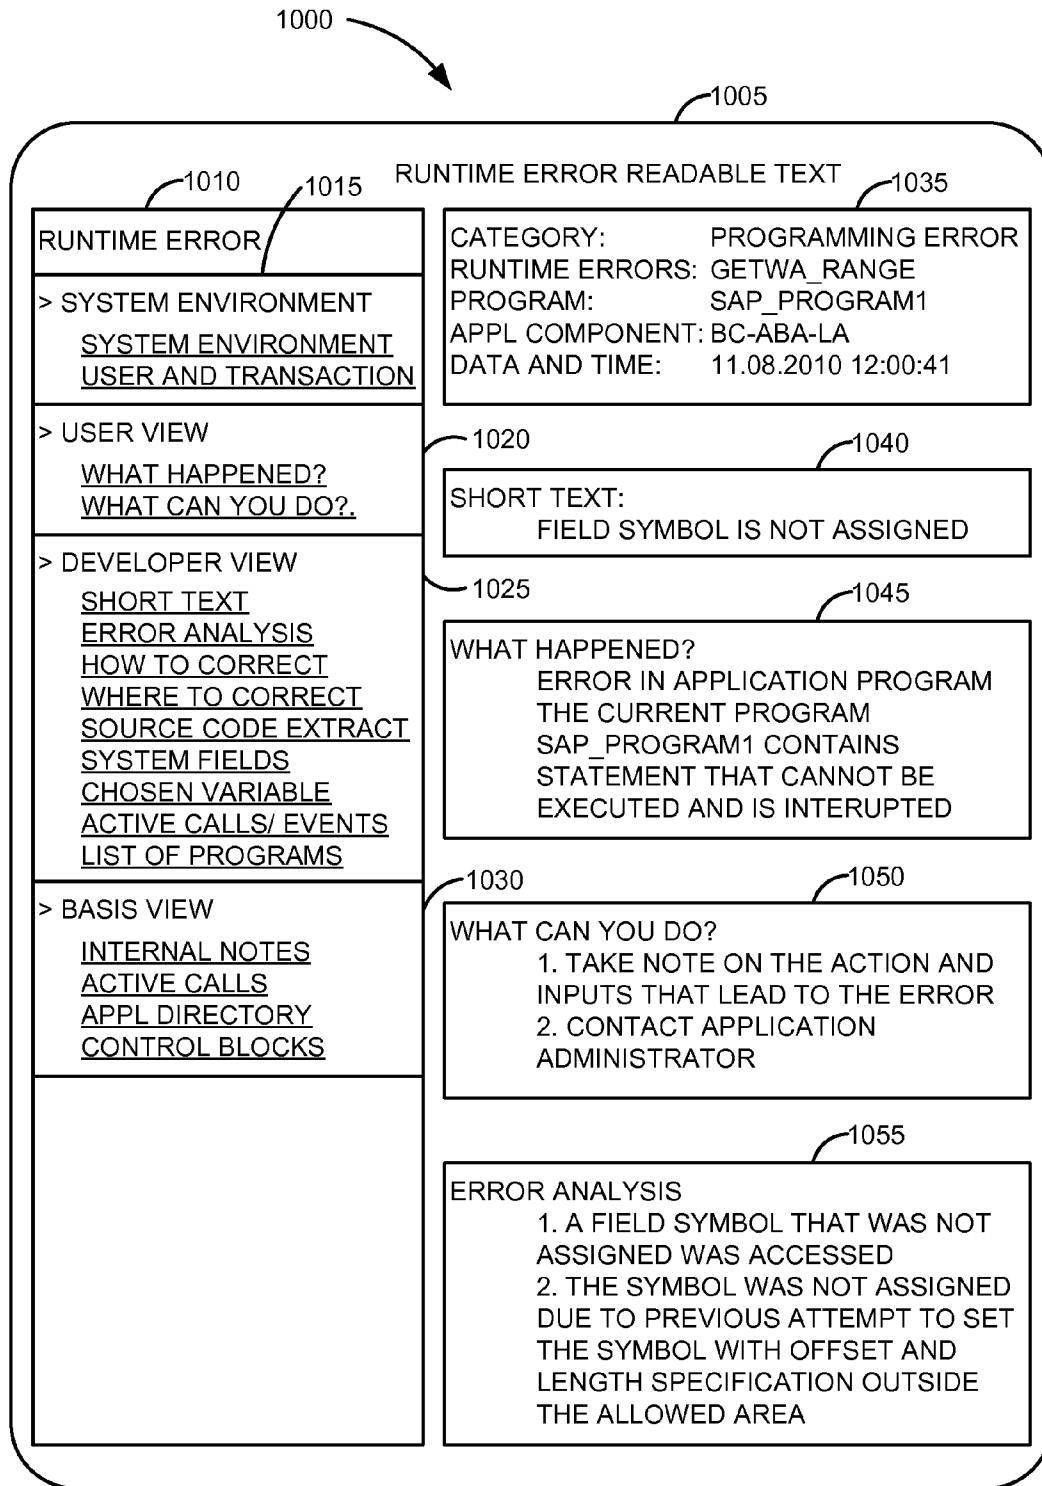 1000
1005
RUNTIME ERROR READABLE TEXT
1010
1015
RUNTIME ERROR
> SYSTEM ENVIRONMENT
SYSTEM ENVIRONMENT
USER AND TRANSACTION
> USER VIEW
WHAT HAPPENED?
WHAT CAN YOU DO?.
1020
> DEVELOPER VIEW
SHORT TEXT
ERROR ANALYSIS
HOW TO CORRECT
WHERE TO CORRECT
SOURCE CODE EXTRACT
SYSTEM FIELDS
CHOSEN VARIABLE
ACTIVE CALLS/ EVENTS
LIST OF PROGRAMS
1025
> BASIS VIEW
INTERNAL NOTES
ACTIVE CALLS
APPL DIRECTORY
CONTROL BLOCKS
1030
1035
CATEGORY: PROGRAMMING ERROR
RUNTIME ERRORS: GETWA_RANGE
PROGRAM: SAP_PROGRAM1
APPL COMPONENT: BC-ABA-LA
DATA AND TIME: 11.08.2010 12:00:41
1040
SHORT TEXT:
FIELD SYMBOL IS NOT ASSIGNED
1045
WHAT HAPPENED?
ERROR IN APPLICATION PROGRAM
THE CURRENT PROGRAM
SAP_PROGRAM1 CONTAINS
STATEMENT THAT CANNOT BE
EXECUTED AND IS INTERUPTED
1050
WHAT CAN YOU DO?
1. TAKE NOTE ON THE ACTION AND
INPUTS THAT LEAD TO THE ERROR
2. CONTACT APPLICATION
ADMINISTRATOR
1055
ERROR ANALYSIS
1. A FIELD SYMBOL THAT WAS NOT
ASSIGNED WAS ACCESSED
2. THE SYMBOL WAS NOT ASSIGNED
DUE TO PREVIOUS ATTEMPT TO SET
THE SYMBOL WITH OFFSET AND
LENGTH SPECIFICATION OUTSIDE
THE ALLOWED AREA